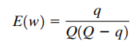 E(w) = q / Q(Q − q)